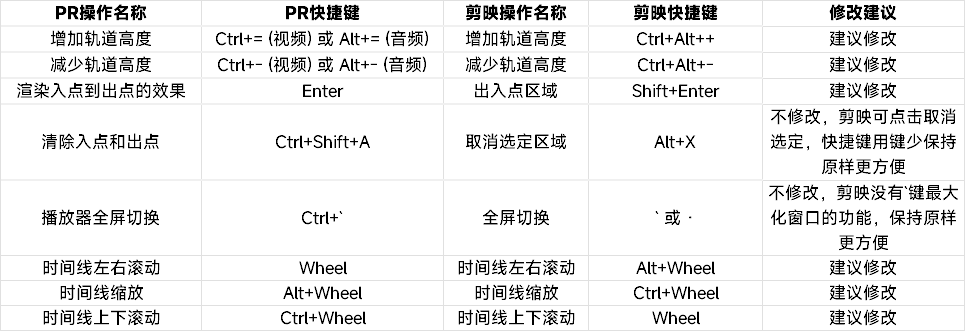 PR操作名称 PR快捷键 剪映操作名称 剪映快捷键 修改建议
增加轨道高度 Ctrl+= (视频) 或 Alt+= (音频) 增加轨道高度 Ctrl+Alt++ 建议修改
减少轨道高度 Ctrl+- (视频) 或 Alt+- (音频) 减少轨道高度 Ctrl+Alt+- 建议修改
渲染入点到出点的效果 Enter 出入点区域 Shift+Enter 建议修改
清除入点和出点 Ctrl+Shift+A 取消选定区域 Alt+X 不修改，剪映可点击取消
选定，快捷键用键少保持
原样更方便
播放器全屏切换 Ctrl+` 全屏切换 ` 或 · 不修改，剪映没有`键最大
化窗口的功能，保持原样
更方便
时间线左右滚动 Wheel 时间线左右滚动 Alt+Wheel 建议修改
时间线缩放 Alt+Wheel 时间线缩放 Ctrl+Wheel 建议修改
时间线上下滚动 Ctrl+Wheel 时间线上下滚动 Wheel 建议修改